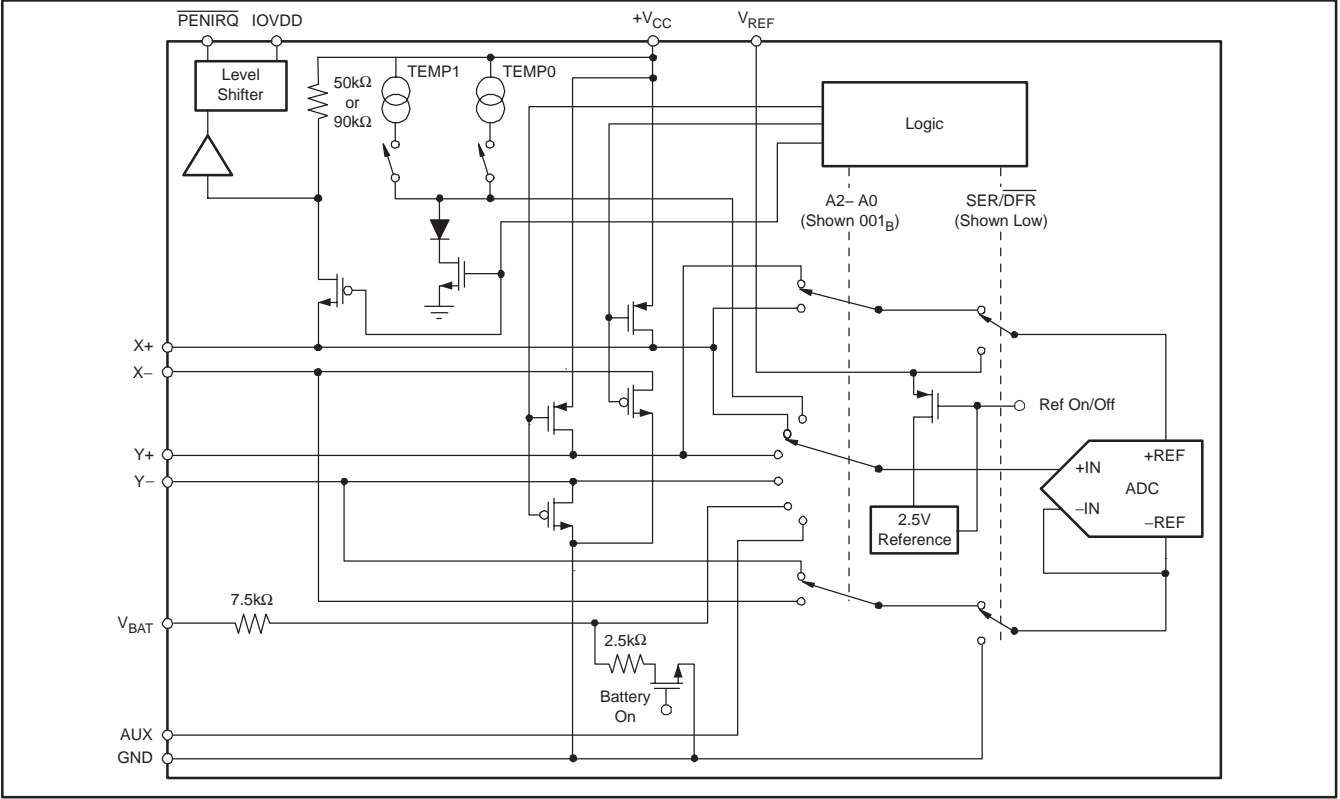 PENIRQ IOVDD +VCC VREF
Level
Shifter
50kΩ
or
90kΩ
TEMP1
TEMP0
Logic
A2– A0
(Shown 001B)
SER/DFR
(Shown Low)
X+
X–
Ref On/Off
Y+
Y–
+IN
+REF
ADC
–IN
–REF
2.5V
Reference
7.5kΩ
VBAT
2.5kΩ
Battery
On
AUX
GND